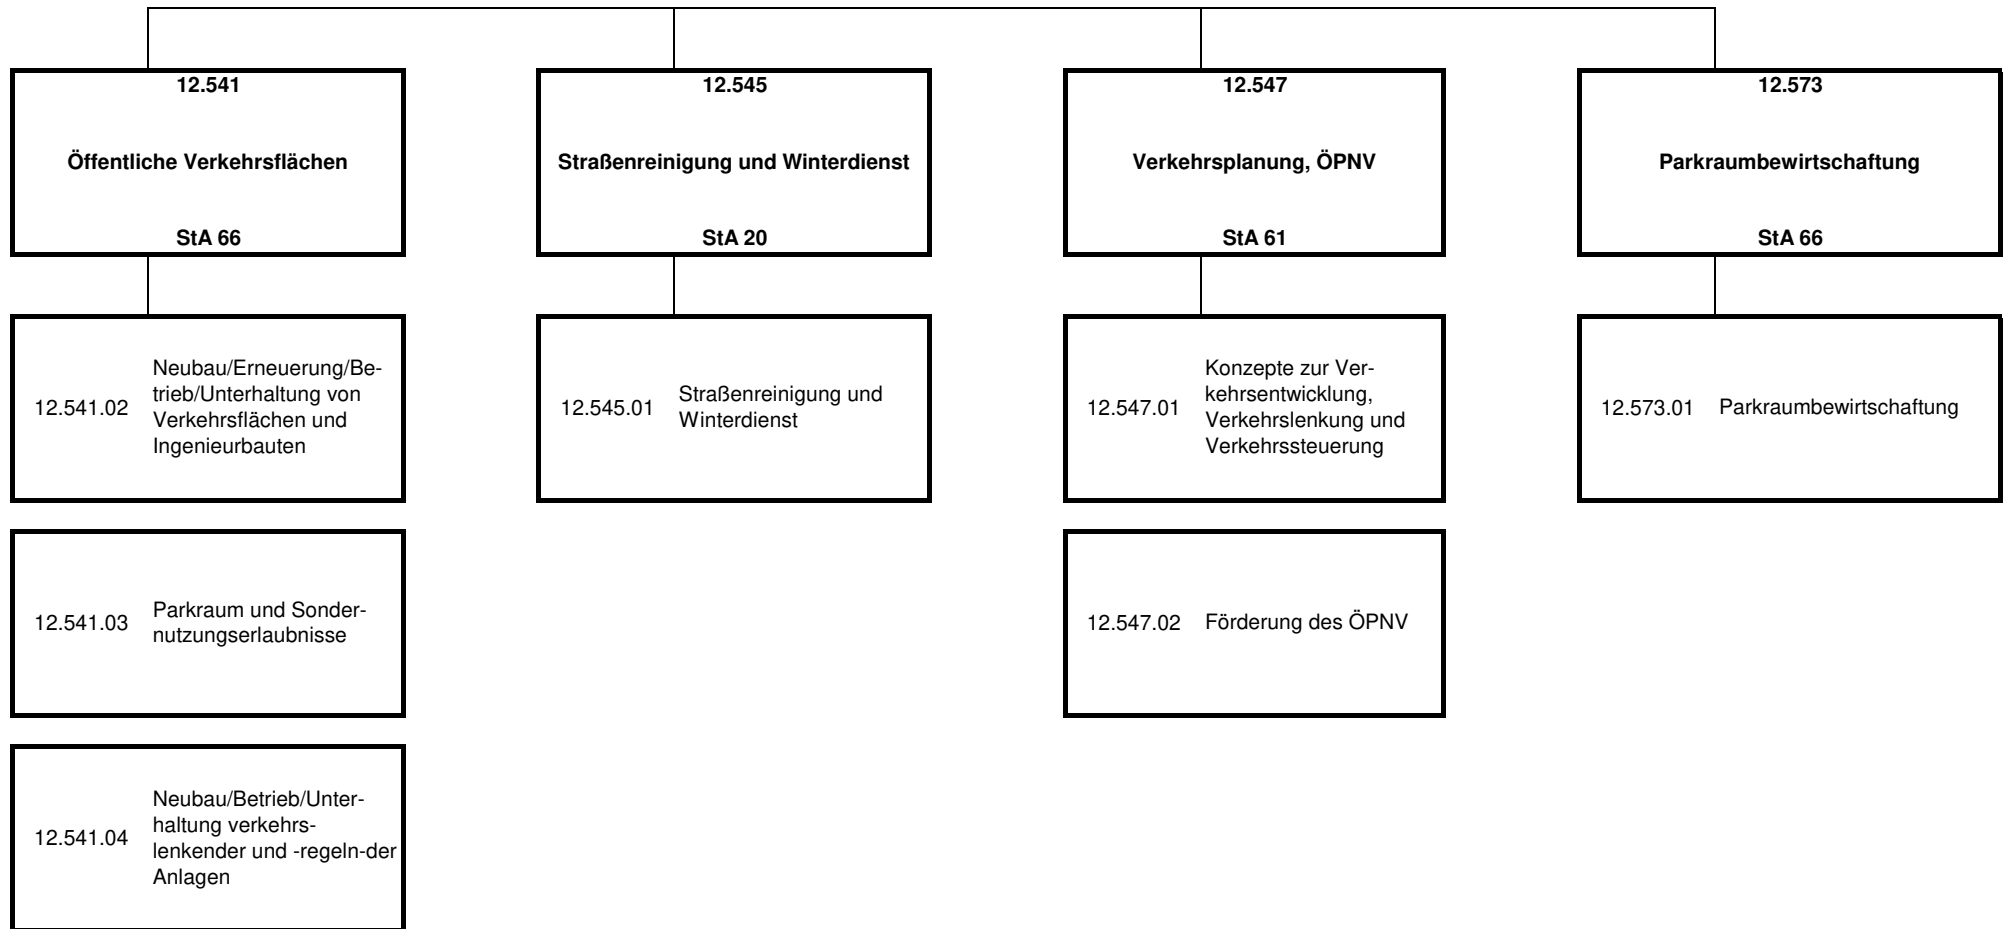 12.541
Öffentliche Verkehrsflächen
StA 66
12.545
Straßenreinigung und Winterdienst
StA 20
12.547
Verkehrsplanung, ÖPNV
StA 61
12.573
Parkraumbewirtschaftung
StA 66
12.541.02
Neubau/Erneuerung/Be-
trieb/Unterhaltung von
Verkehrsflächen und
Ingenieurbauten
12.545.01
Straßenreinigung und
Winterdienst
12.547.01
Konzepte zur Ver-
kehrsentwicklung,
Verkehrslenkung und
Verkehrssteuerung
12.573.01
Parkraumbewirtschaftung
12.541.03
Parkraum und Sonder-
nutzungserlaubnisse
12.547.02
Förderung des ÖPNV
12.541.04
Neubau/Betrieb/Unter-
haltung verkehrs-
lenkender und -regeln-der
Anlagen